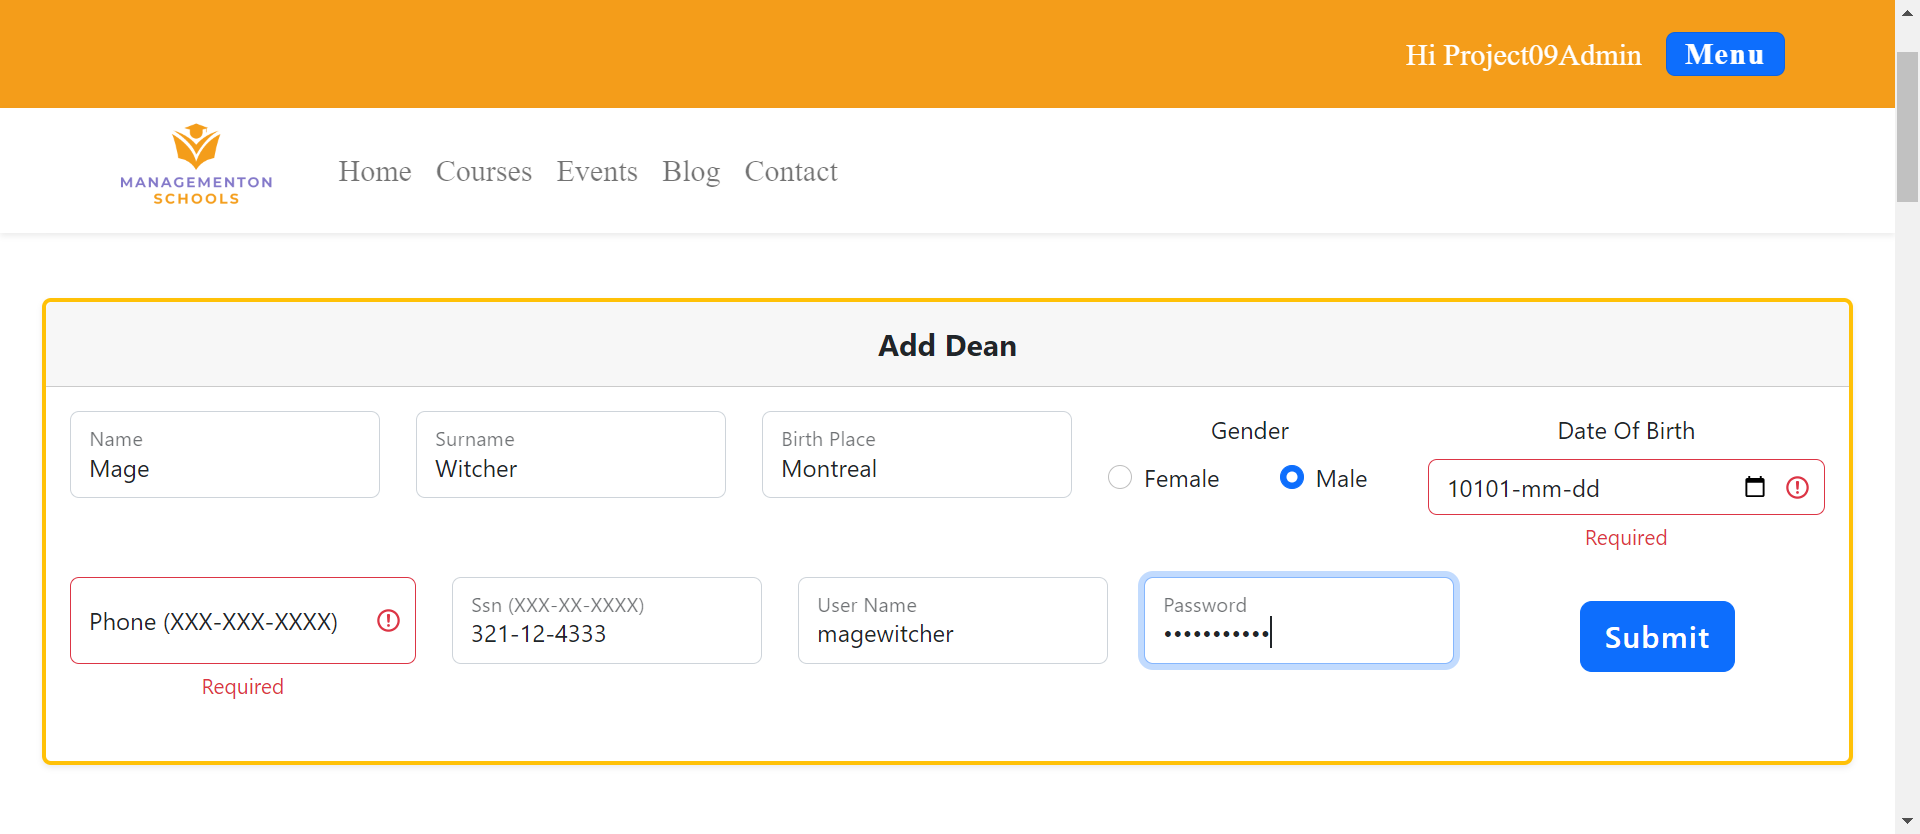 Hi Project09Admin
Menu
MANAGEMENTON
SCHOOLS
Home Courses Events Blog Contact
Add Dean
Name
Mage
Surname
Witcher
Birth Place
Montreal
Gender
Female
Male
Date Of Birth
10101-mm-dd
Required
Phone (XXX-XXX-XXXX)
Required
Ssn (XXX-XX-XXXX)
321-12-4333
User Name
magewitcher
Password
•••••••••••
Submit